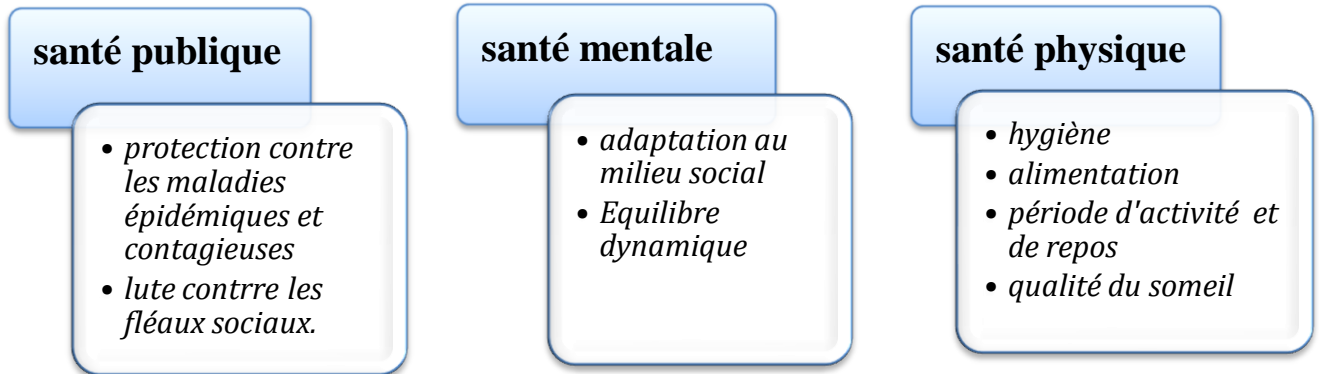 santé publique
• protection contre
les maladies
épidémiques et
contagieuses
• lute contrre les
fléaux sociaux.
santé mentale
• adaptation au
milieu social
• Equilibre
dynamique
santé physique
• hygiène
• alimentation
• période d'activité et
de repos
• qualité du someil